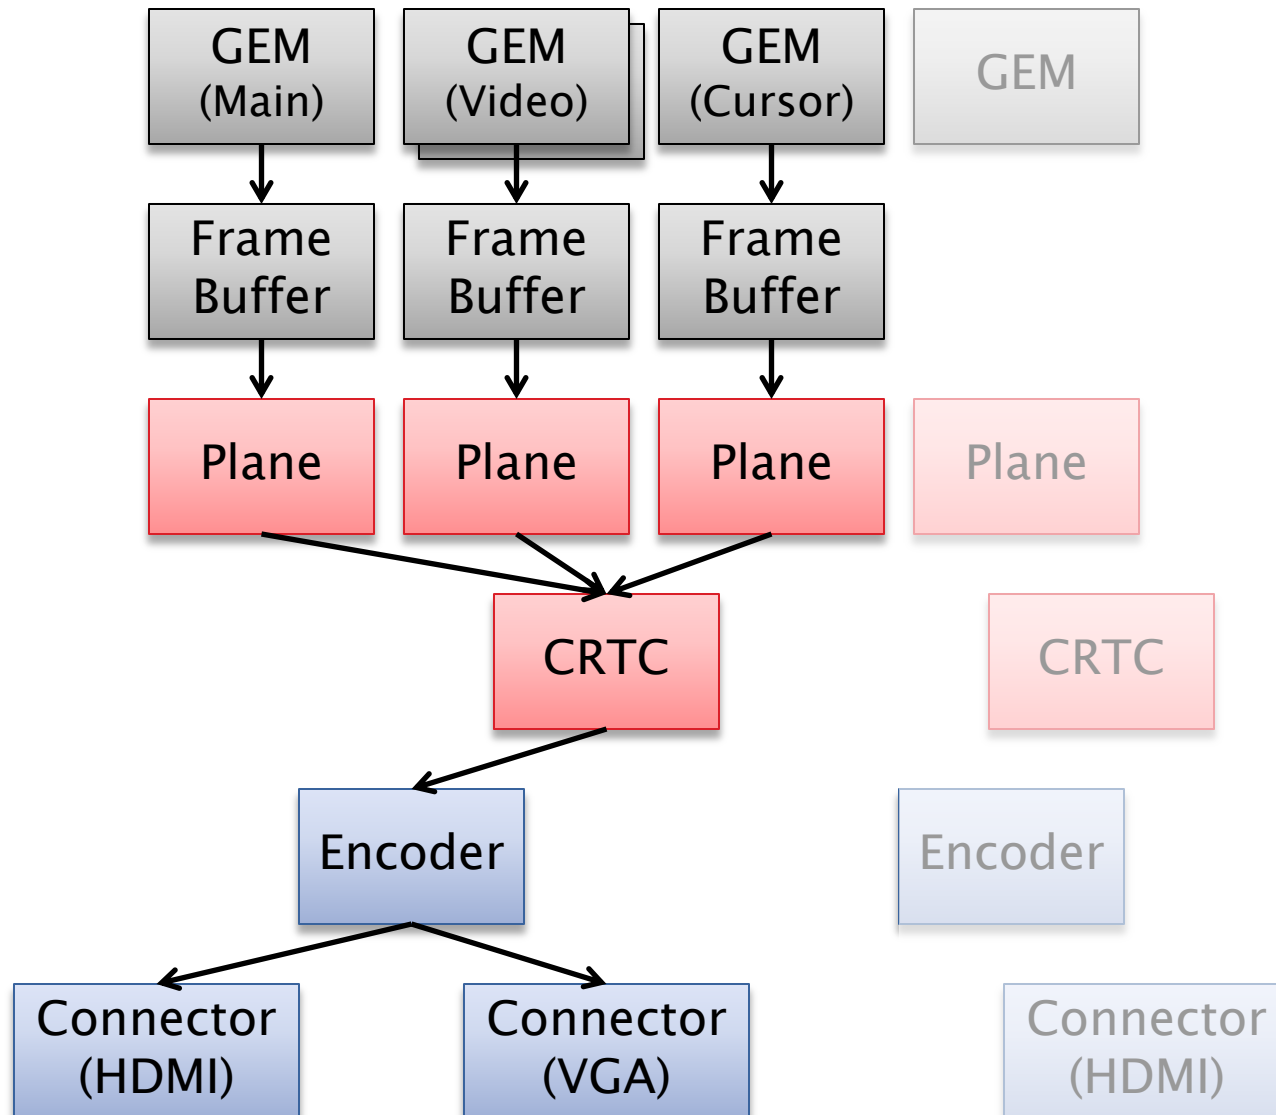 GEM
(Main)
GEM
(Video)
GEM
(Cursor)
GEM
Frame
Buffer
Frame
Buffer
Frame
Buffer
Plane
Plane
Plane
Plane
CRTC
CRTC
Encoder
Encoder
Connector
(HDMI)
Connector
(VGA)
Connector
(HDMI)